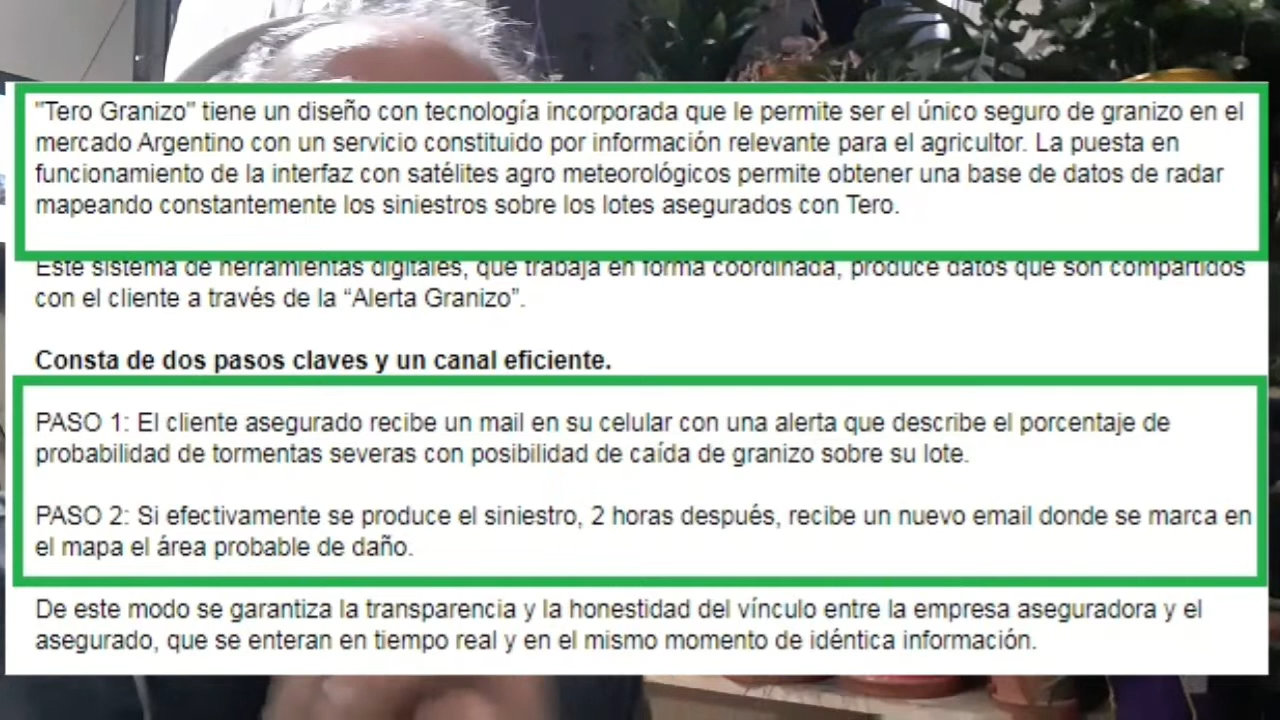 "Tero Granizo" tiene un diseño con tecnología incorporada que le permite ser el único seguro de granizo en el
mercado Argentino con un servicio constituido por información relevante para el agricultor. La puesta en
funcionamiento de la interfaz con satélites agro meteorológicos permite obtener una base de datos de radar
mapeando constantemente los siniestros sobre los lotes asegurados con Tero.
Este sistema de herramientas digitales, que trabaja en forma coordinada, produce datos que son compartidos
con el cliente a través de la “Alerta Granizo”.
Consta de dos pasos claves y un canal eficiente.
PASO 1: El cliente asegurado recibe un mail en su celular con una alerta que describe el porcentaje de
probabilidad de tormentas severas con posibilidad de caída de granizo sobre su lote.
PASO 2: Si efectivamente se produce el siniestro, 2 horas después, recibe un nuevo email donde se marca en
el mapa el área probable de daño.
De este modo se garantiza la transparencia y la honestidad del vínculo entre la empresa aseguradora y el
asegurado, que se enteran en tiempo real y en el mismo momento de idéntica información.